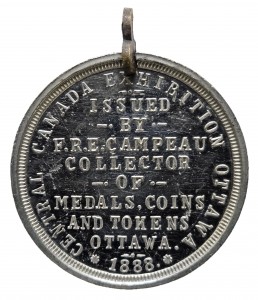 CENTRAL CANADA EXHIBITION OTTAWA
ISSUED
- · BY · -
F.R.E. CAMPEAU
COLLECTOR
- · OF · -
MEDALS, COINS
AND TOKENS
OTTAWA.
* 1888. *